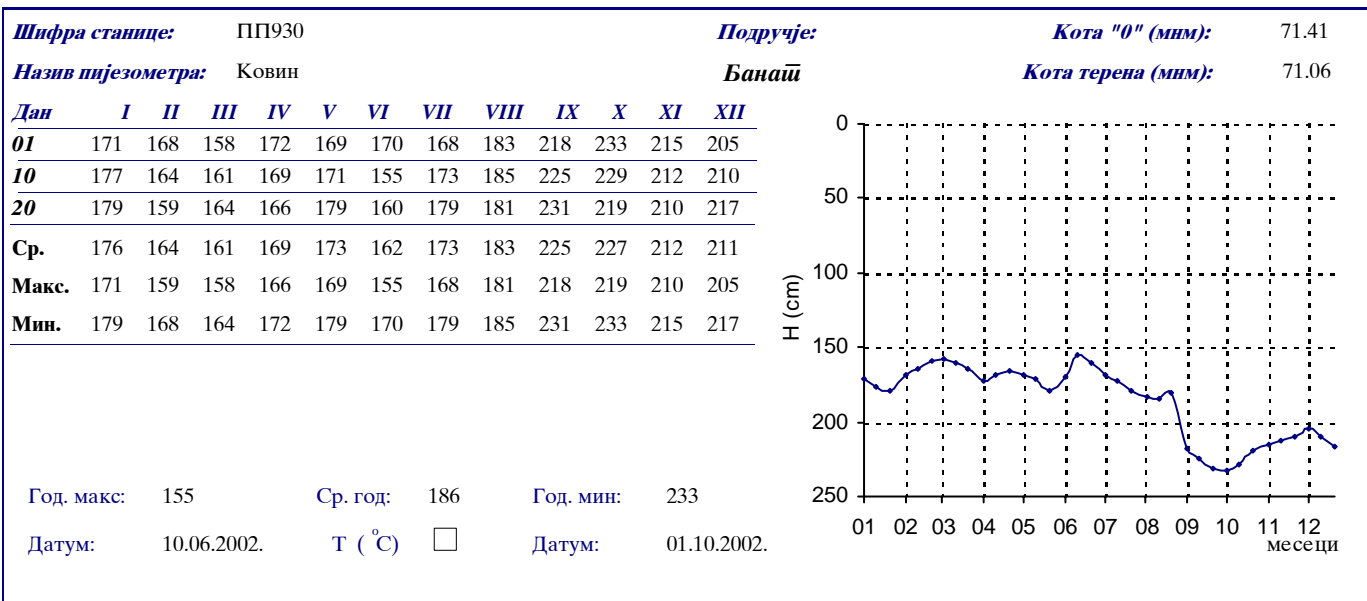 Шифра станице: ПП930 Подручје: Кота "0" (мнм): 71.41
Назив пијезометра: Ковин Банат Кота терена (мнм): 71.06
Дан I II III IV V VI VII VIII IX X XI XII
01 171 168 158 172 169 170 168 183 218 233 215 205
10 177 164 161 169 171 155 173 185 225 229 212 210
20 179 159 164 166 179 160 179 181 231 219 210 217
Ср. 176 164 161 169 173 162 173 183 225 227 212 211
Макс. 171 159 158 166 169 155 168 181 218 219 210 205
Мин. 179 168 164 172 179 170 179 185 231 233 215 217
Год. макс: 155 Ср. год: 186 Год. мин: 233
Датум: 10.06.2002. Т (°C) Датум: 01.10.2002.
H (cm)
0
50
100
150
200
250
01 02 03 04 05 06 07 08 09 10 11 12
месеци